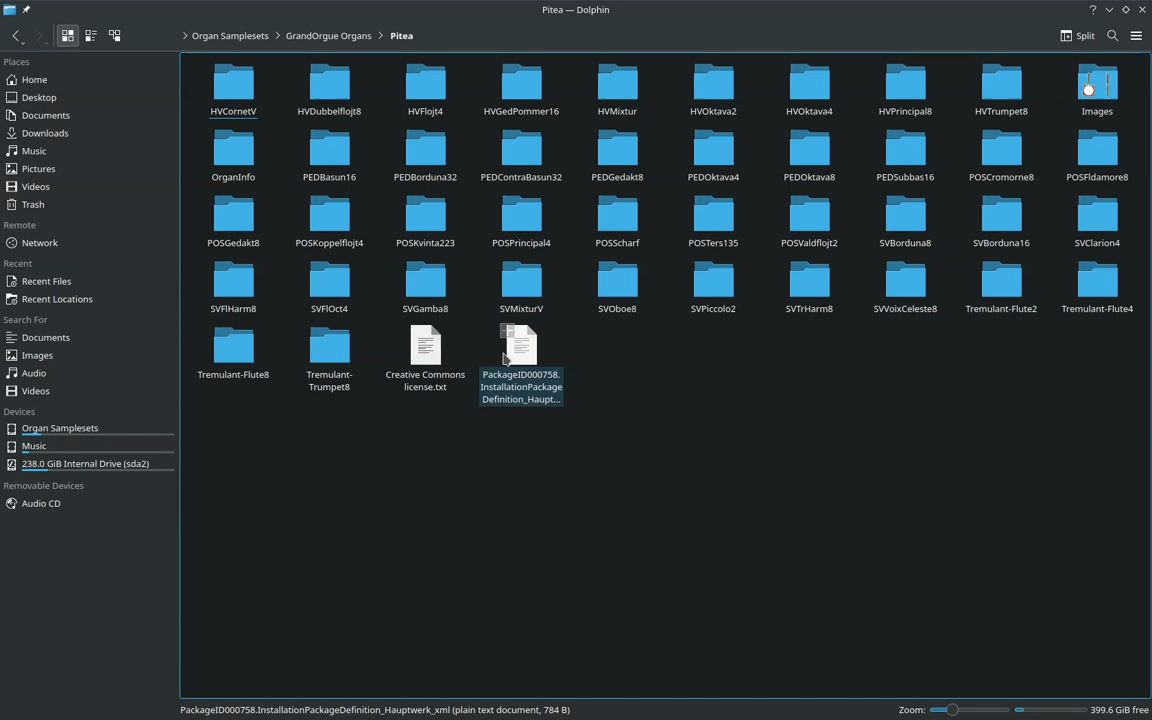 Pitea — Dolphin
Organ Samplesets
GrandOrgue Organs
Pitea
Split
Places
Home
Desktop
Documents
Downloads
Music
Pictures
Videos
Trash
Remote
Network
Recent
Recent Files
Recent Locations
Search For
Documents
Images
Audio
Videos
Devices
Organ Samplesets
Music
238.0 GiB Internal Drive (sda2)
Removable Devices
Audio CD
HVCornetV
HVDubbelflojt8
HVFlojt4
HVGedPommer16
HVMixtur
HVOktava2
HVOktava4
HVPrincipal8
HVTrumpet8
Images
OrganInfo
PEDBasun16
PEDBorduna32
PEDContraBasun32
PEDGedakt8
PEDOktava4
PEDOktava8
PEDSubbas16
POSCromorne8
POSFldamore8
POSGedakt8
POSKoppelflojt4
POSKvinta223
POSPrincipal4
POSScharf
POSTers135
POSValdflojt2
SVBorduna8
SVBorduna16
SVClarion4
SVFlHarm8
SVFlOct4
SVGamba8
SVMixturV
SVOboe8
SVPiccolo2
SVTrHarm8
SVVoixCeleste8
Tremulant-Flute2
Tremulant-Flute4
Tremulant-Flute8
Tremulant-
Trumpet8
Creative Commons
license.txt
PackageID000758.
InstallationPackage
Definition_Haupt...
PackageID000758.InstallationPackageDefinition_Hauptwerk_xml (plain text document, 784 B)
Zoom:
399.6 GiB free